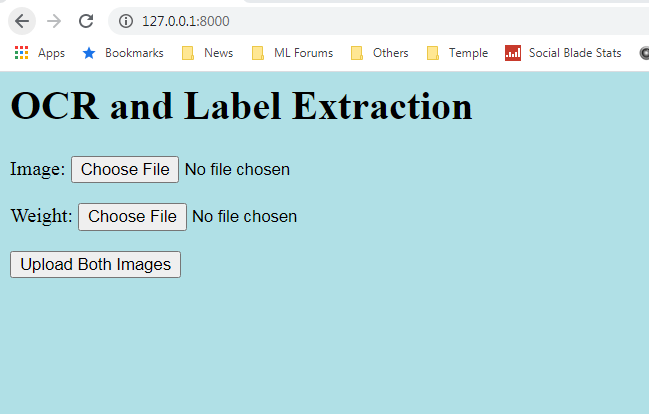 127.0.0.1:8000
Apps Bookmarks News ML Forums Others Temple Social Blade Stats
OCR and Label Extraction
Image: Choose File No file chosen
Weight: Choose File No file chosen
Upload Both Images